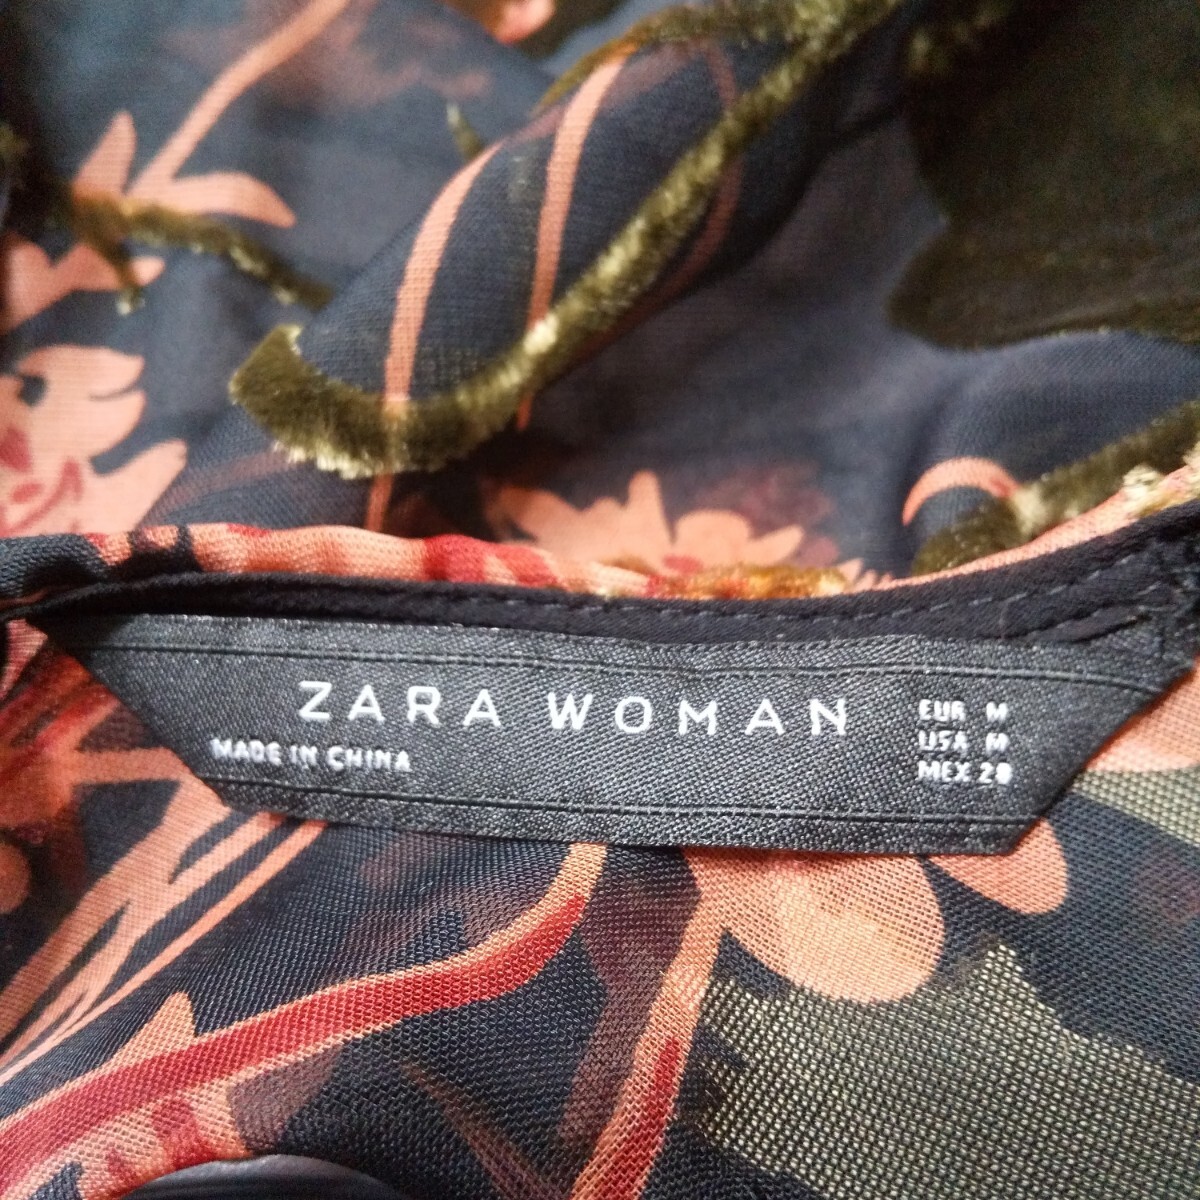 ZARA WOMAN
MADE IN CHINA
EUR M
USA M
MEX 28